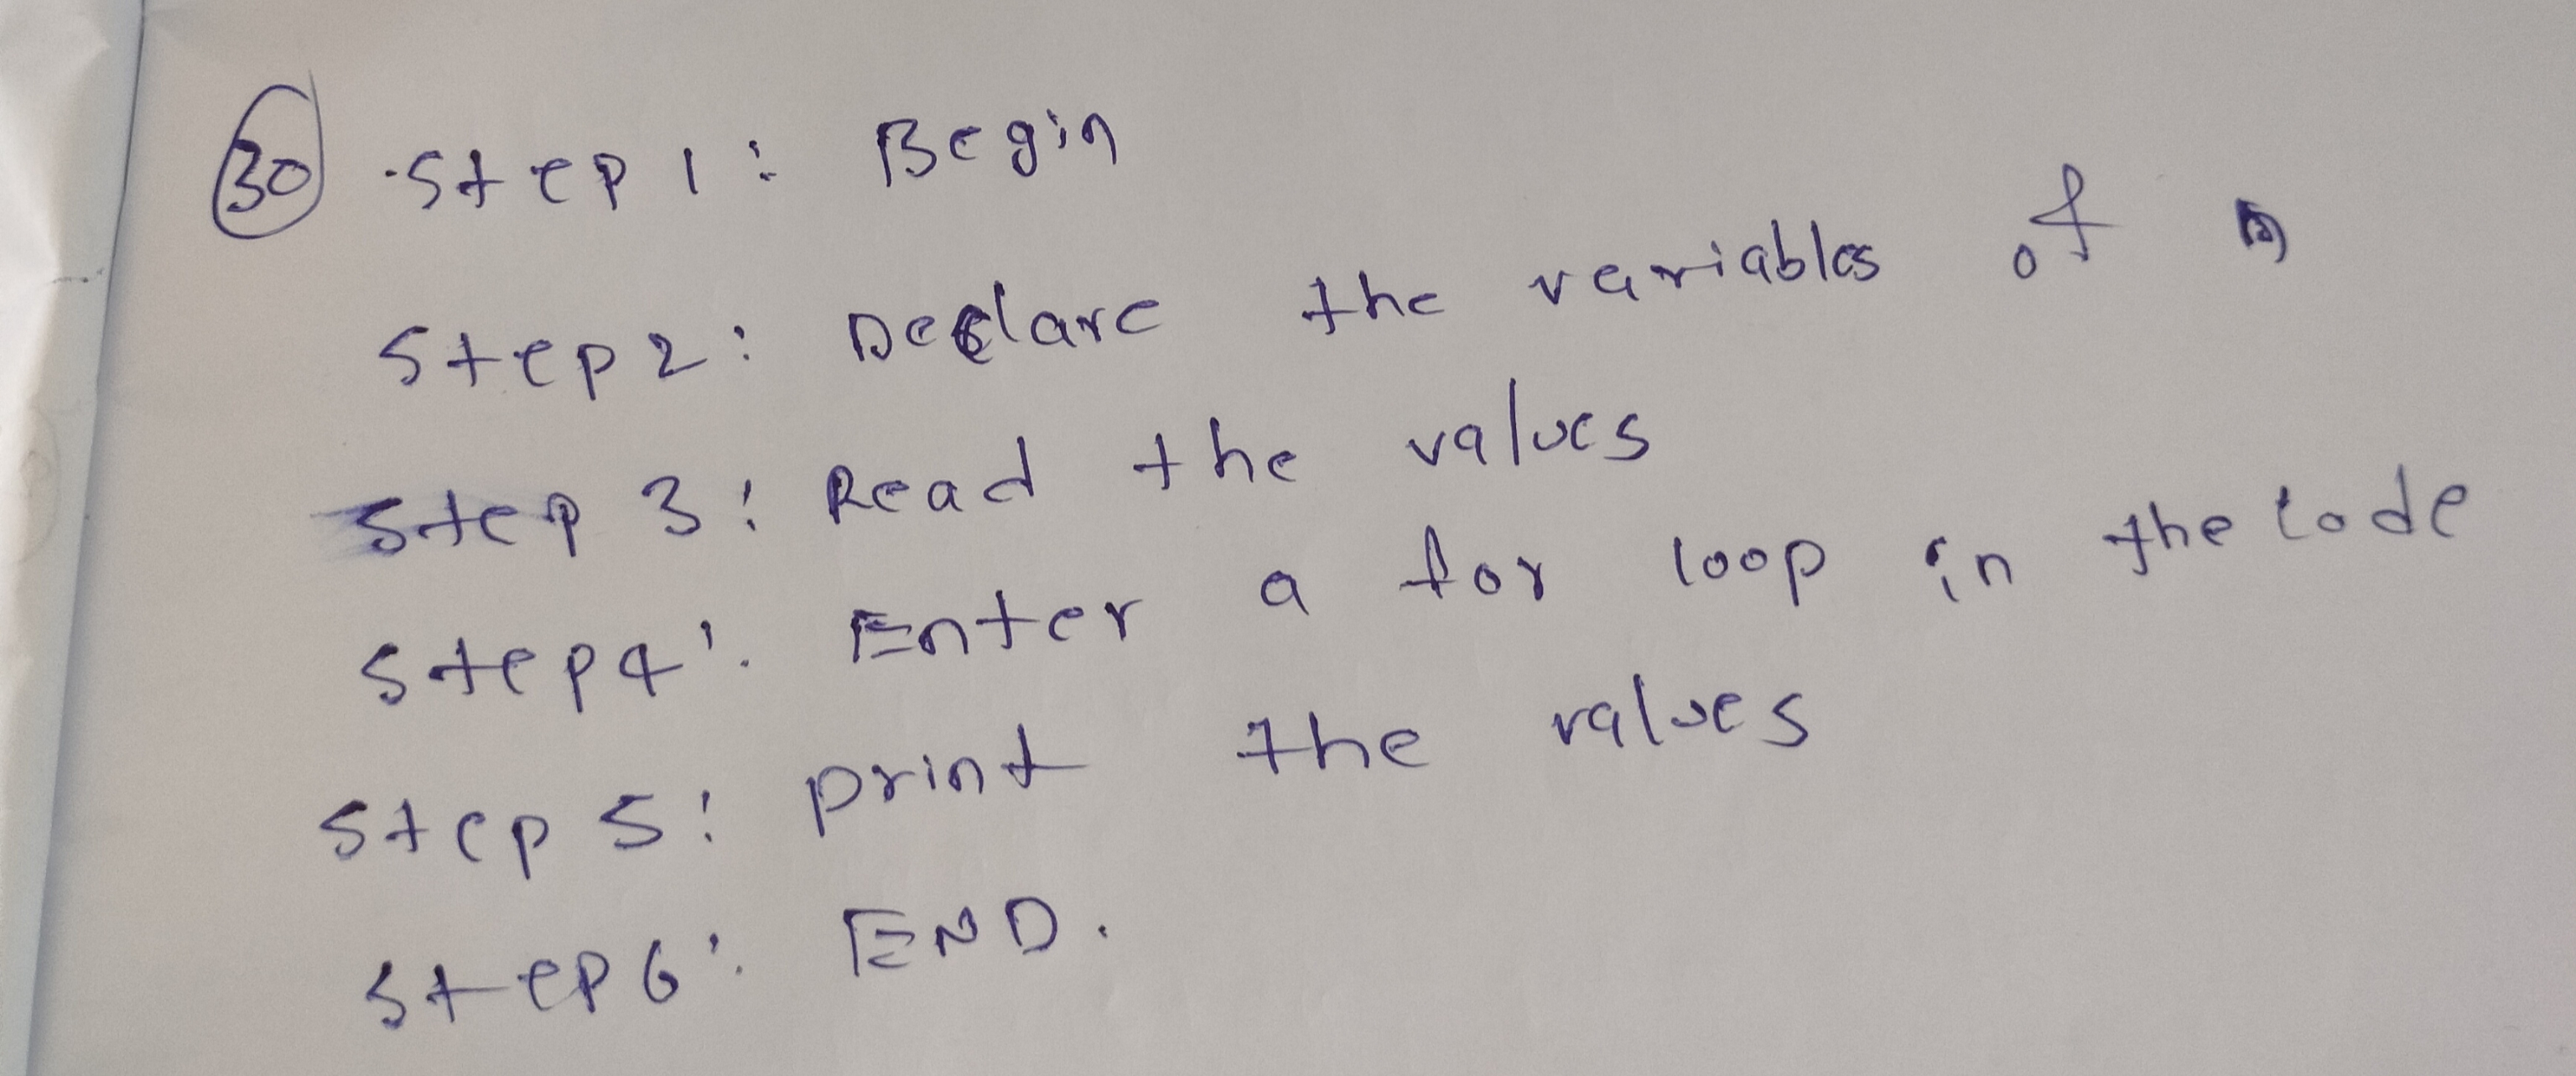 30 Step 1: Begin
Step 2: Declare the variables of n
Step 3: Read the values
Step 4: Enter a for loop in the code
Step 5: print the values
Step 6: END.